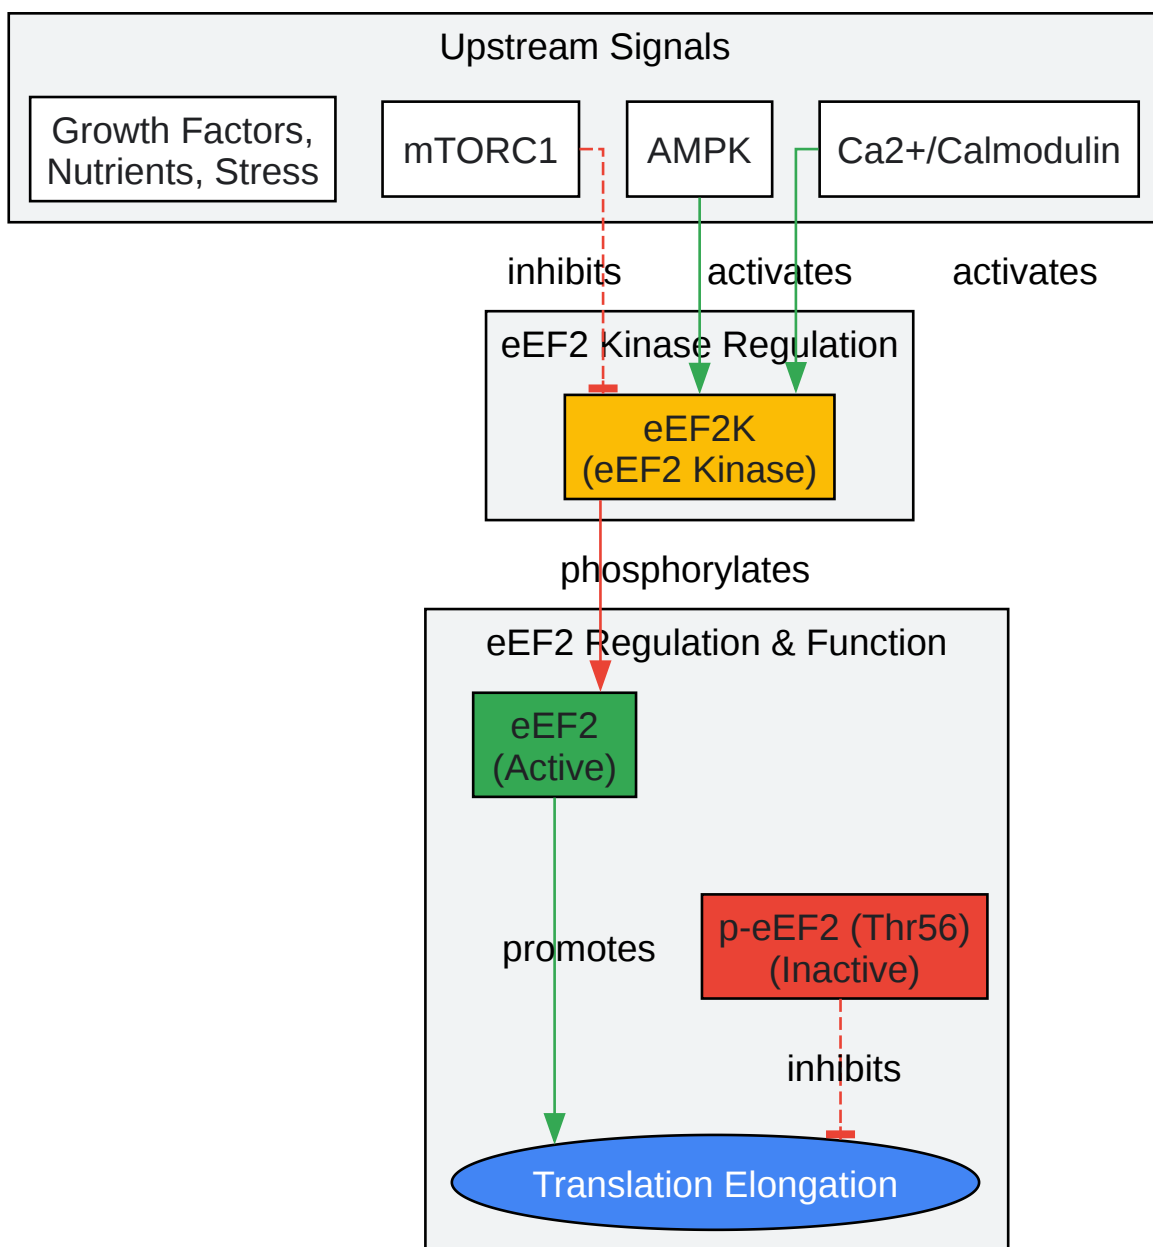 Upstream Signals
Growth Factors,
Nutrients, Stress
mTORC1
AMPK
Ca2+/Calmodulin
inhibits
activates
activates
eEF2 Kinase Regulation
eEF2K
(eEF2 Kinase)
phosphorylates
eEF2 Regulation & Function
eEF2
(Active)
promotes
p-eEF2 (Thr56)
(Inactive)
inhibits
Translation Elongation